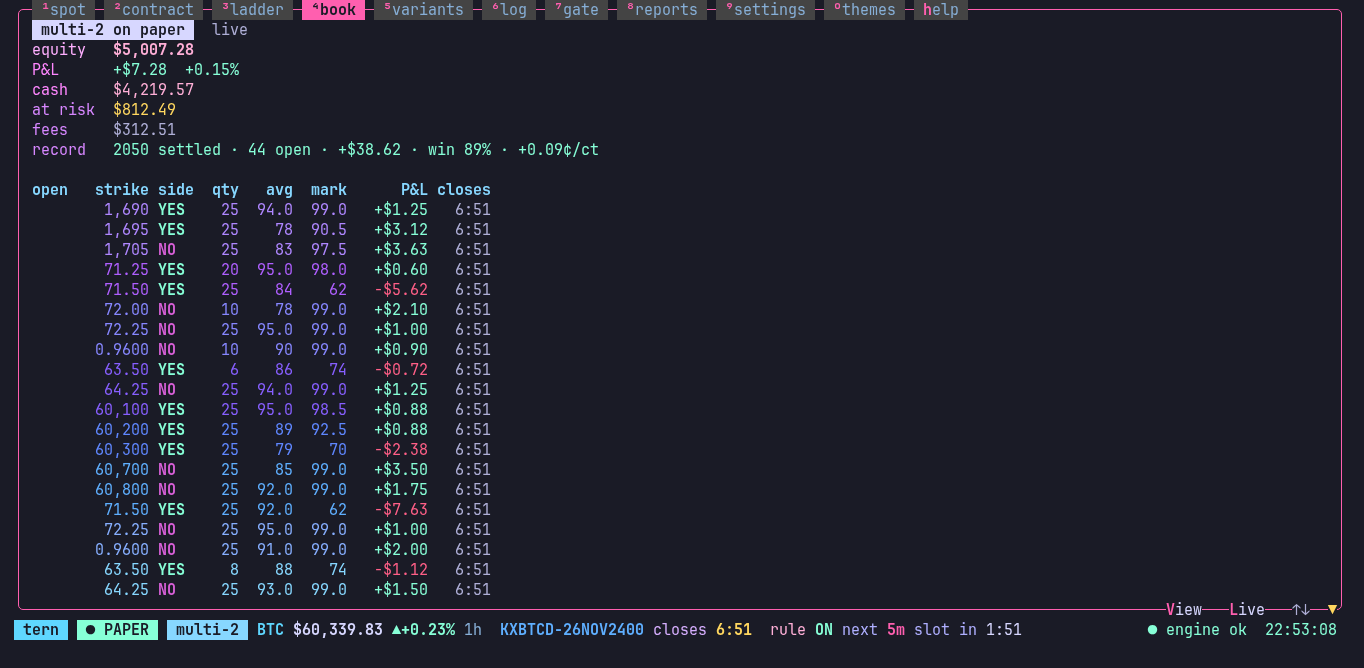 ¹spot ²contract ³ladder ⁴book ⁵variants ⁶log ⁷gate ⁸reports ⁹settings ⁰themes help
multi-2 on paper live
equity $5,007.28
P&L +$7.28 +0.15%
cash $4,219.57
at risk $812.49
fees $312.51
record 2050 settled · 44 open · +$38.62 · win 89% · +0.09¢/ct
open strike side qty avg mark P&L closes
1,690 YES 25 94.0 99.0 +$1.25 6:51
1,695 YES 25 78 90.5 +$3.12 6:51
1,705 NO 25 83 97.5 +$3.63 6:51
71.25 YES 20 95.0 98.0 +$0.60 6:51
71.50 YES 25 84 62 -$5.62 6:51
72.00 NO 10 78 99.0 +$2.10 6:51
72.25 NO 25 95.0 99.0 +$1.00 6:51
0.9600 NO 10 90 99.0 +$0.90 6:51
63.50 YES 6 86 74 -$0.72 6:51
64.25 NO 25 94.0 99.0 +$1.25 6:51
60,100 YES 25 95.0 98.5 +$0.88 6:51
60,200 YES 25 89 92.5 +$0.88 6:51
60,300 YES 25 79 70 -$2.38 6:51
60,700 NO 25 85 99.0 +$3.50 6:51
60,800 NO 25 92.0 99.0 +$1.75 6:51
71.50 YES 25 92.0 62 -$7.63 6:51
72.25 NO 25 95.0 99.0 +$1.00 6:51
0.9600 NO 25 91.0 99.0 +$2.00 6:51
63.50 YES 8 88 74 -$1.12 6:51
64.25 NO 25 93.0 99.0 +$1.50 6:51
View Live ↑↓ ▼
tern ● PAPER multi-2 BTC $60,339.83 ▲+0.23% 1h KXBTCD-26NOV2400 closes 6:51 rule ON next 5m slot in 1:51 ● engine ok 22:53:08